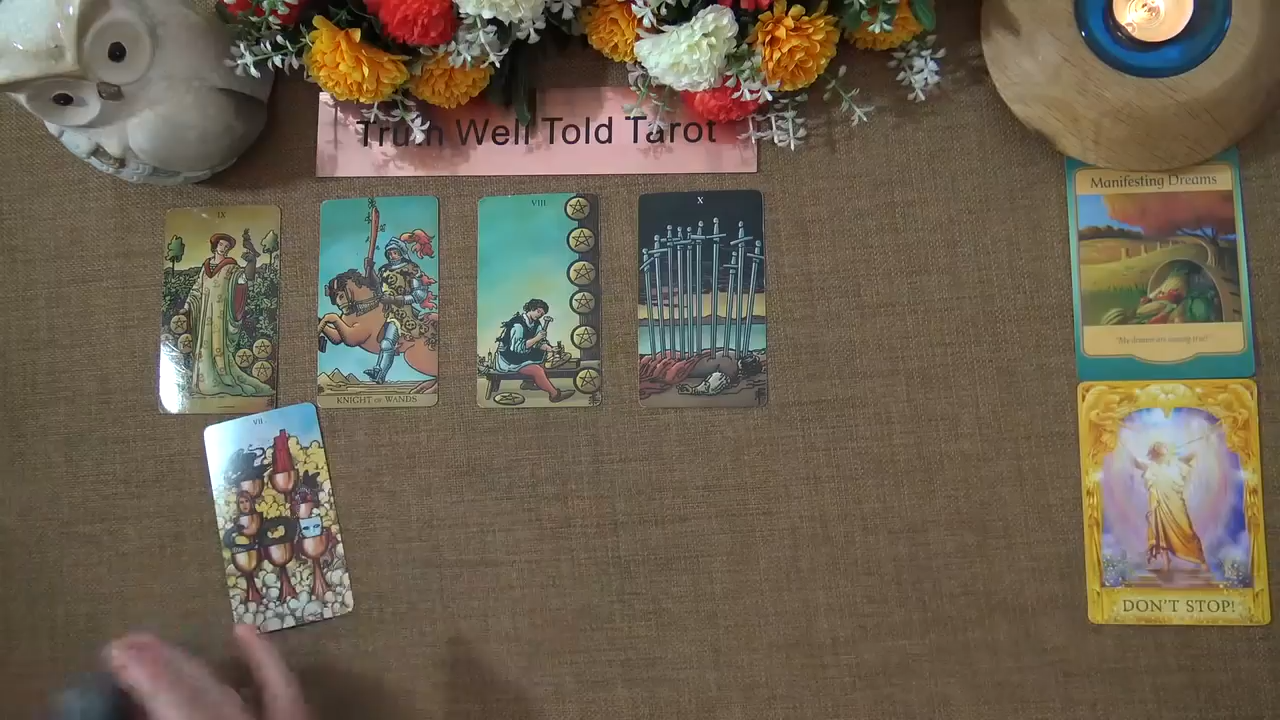 Truth Well Told Tarot
IX
VIII
X
KNIGHT OF WANDS
VII
Manifesting Dreams
"My dreams are coming true!"
DON'T STOP!